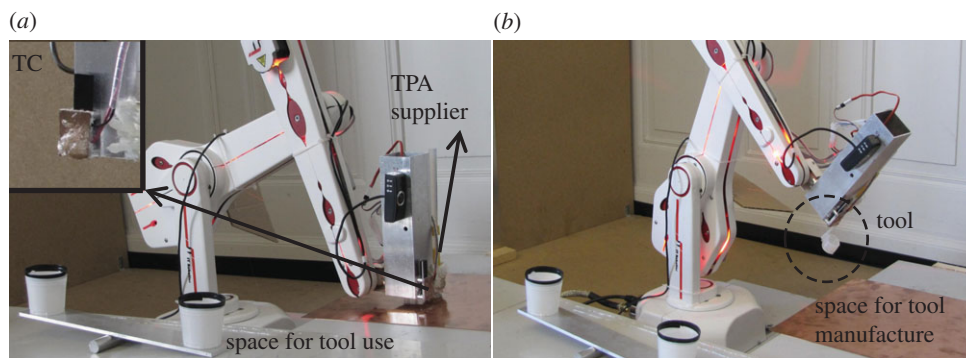 (a)
TC
TPA
supplier
space for tool use
(b)
tool
space for tool
manufacture